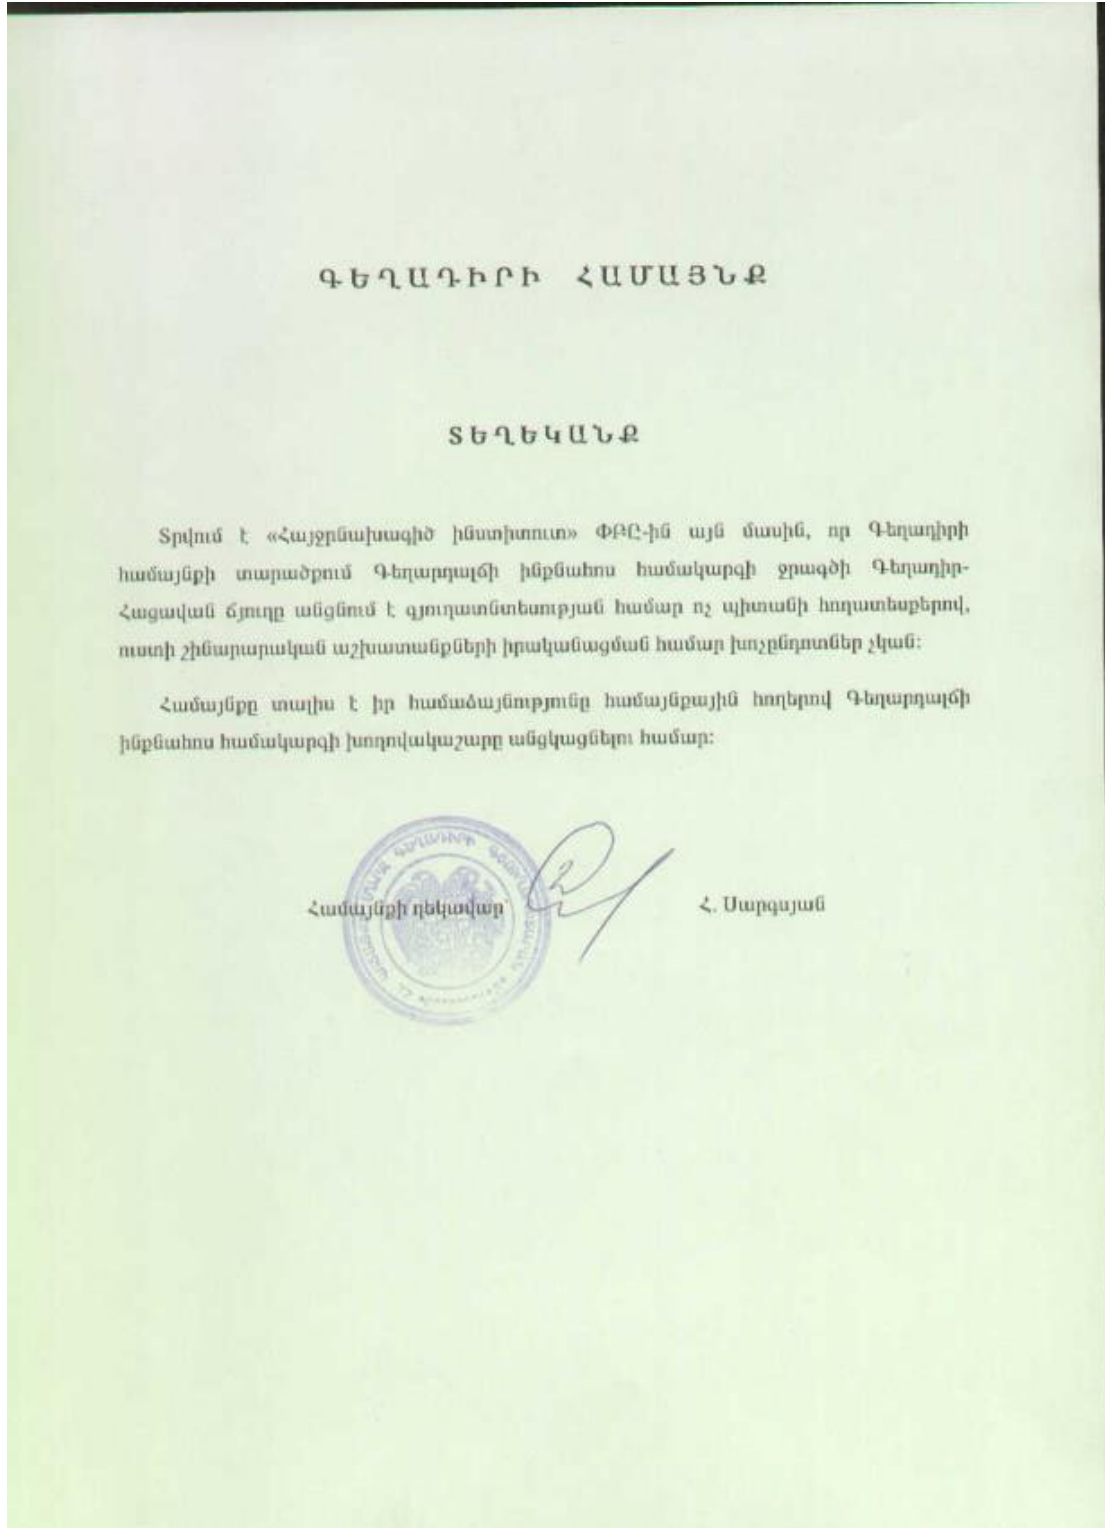 ԳԵՂԱԴԻՐԻ ՀԱՄԱՅՆՔ
ՏԵՂԵԿԱՆՔ
Տրվում է «Հայջրնախագիծ ինստիտուտ» ՓԲԸ-ին այն մասին, որ Գեղադիրի
համայնքի տարածքում Գեղարդալճի ինքնահոս համակարգի ջրագծի Գեղադիր-
Հացավան ճյուղը անցնում է գյուղատնտեսության համար ոչ պիտանի հողատեսքերով,
ուստի շինարարական աշխատանքների իրականացման համար խոչընդոտներ չկան:
Համայնքը տալիս է իր համաձայնությունը համայնքային հողերով Գեղարդալճի
ինքնահոս համակարգի խողովակաշարը անցկացնելու համար:
Համայնքի ղեկավար՝ Հ. Սարգսյան
ԳԵՂԱԴԻՐԻ